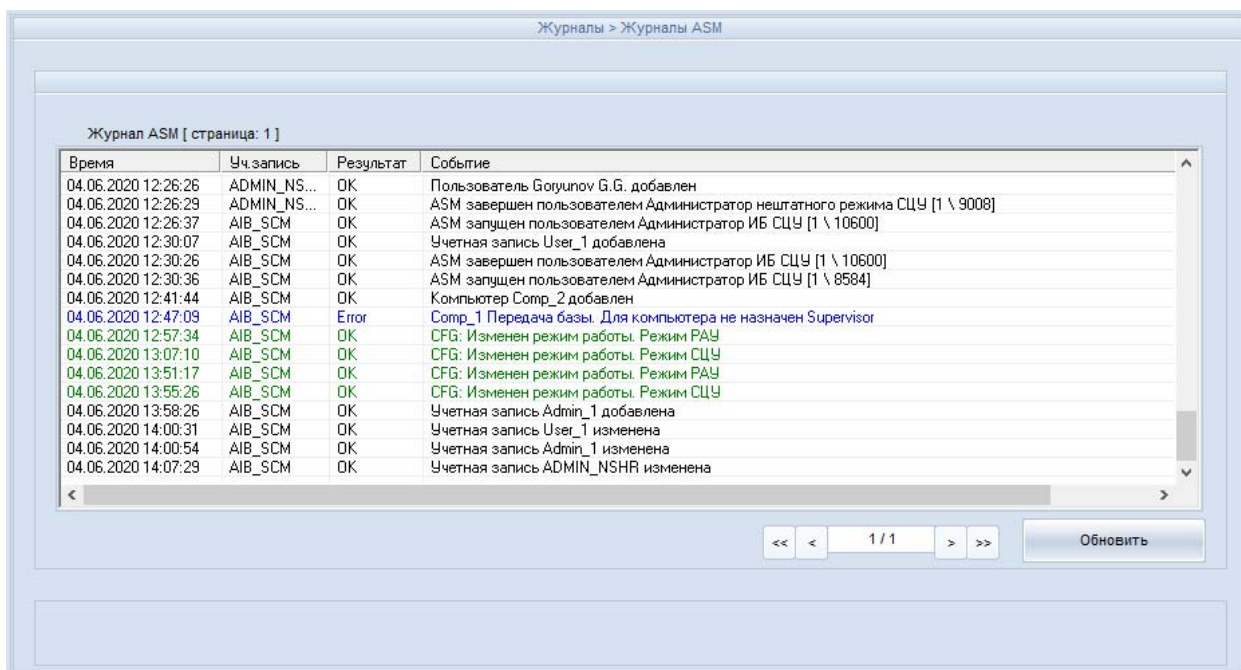 Журналы > Журналы ASM
Журнал ASM [ страница: 1 ]
Время Уч.запись Результат Событие
04.06.2020 12:26:26 ADMIN_NS... OK Пользователь Goryunov G.G. добавлен
04.06.2020 12:26:29 ADMIN_NS... OK ASM завершен пользователем Администратор нештатного режима СЦУ [1 \ 9008]
04.06.2020 12:26:37 AIB_SCM OK ASM запущен пользователем Администратор ИБ СЦУ [1 \ 10600]
04.06.2020 12:30:07 AIB_SCM OK Учетная запись User_1 добавлена
04.06.2020 12:30:26 AIB_SCM OK ASM завершен пользователем Администратор ИБ СЦУ [1 \ 10600]
04.06.2020 12:30:36 AIB_SCM OK ASM запущен пользователем Администратор ИБ СЦУ [1 \ 8584]
04.06.2020 12:41:44 AIB_SCM OK Компьютер Comp_2 добавлен
04.06.2020 12:47:09 AIB_SCM Error Comp_1 Передача базы. Для компьютера не назначен Supervisor
04.06.2020 12:57:34 AIB_SCM OK CFG: Изменен режим работы. Режим РАУ
04.06.2020 13:07:10 AIB_SCM OK CFG: Изменен режим работы. Режим СЦУ
04.06.2020 13:51:17 AIB_SCM OK CFG: Изменен режим работы. Режим РАУ
04.06.2020 13:55:26 AIB_SCM OK CFG: Изменен режим работы. Режим СЦУ
04.06.2020 13:58:26 AIB_SCM OK Учетная запись Admin_1 добавлена
04.06.2020 14:00:31 AIB_SCM OK Учетная запись User_1 изменена
04.06.2020 14:00:54 AIB_SCM OK Учетная запись Admin_1 изменена
04.06.2020 14:07:29 AIB_SCM OK Учетная запись ADMIN_NSHR изменена
<< < 1 / 1 > >> Обновить